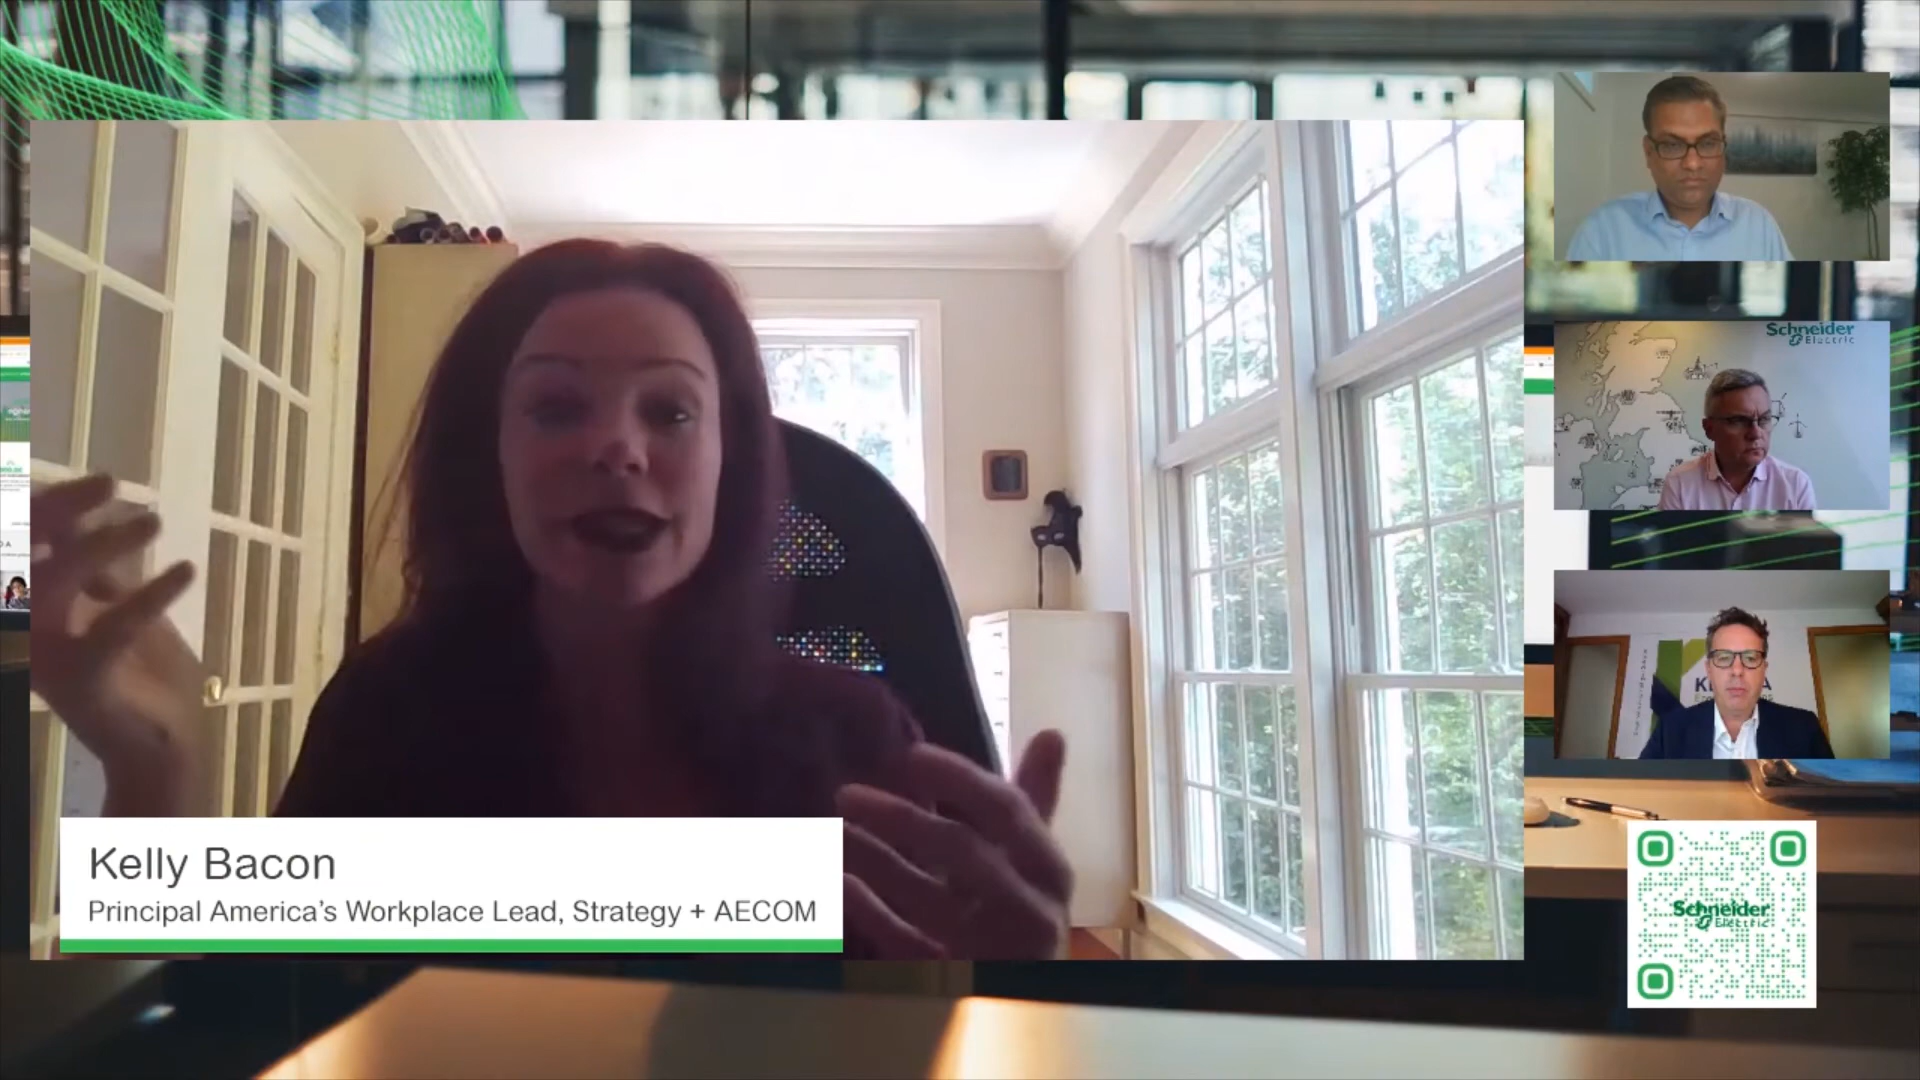 Schneider
Electric
Kelly Bacon
Principal America's Workplace Lead, Strategy + AECOM
Schneider
Electric